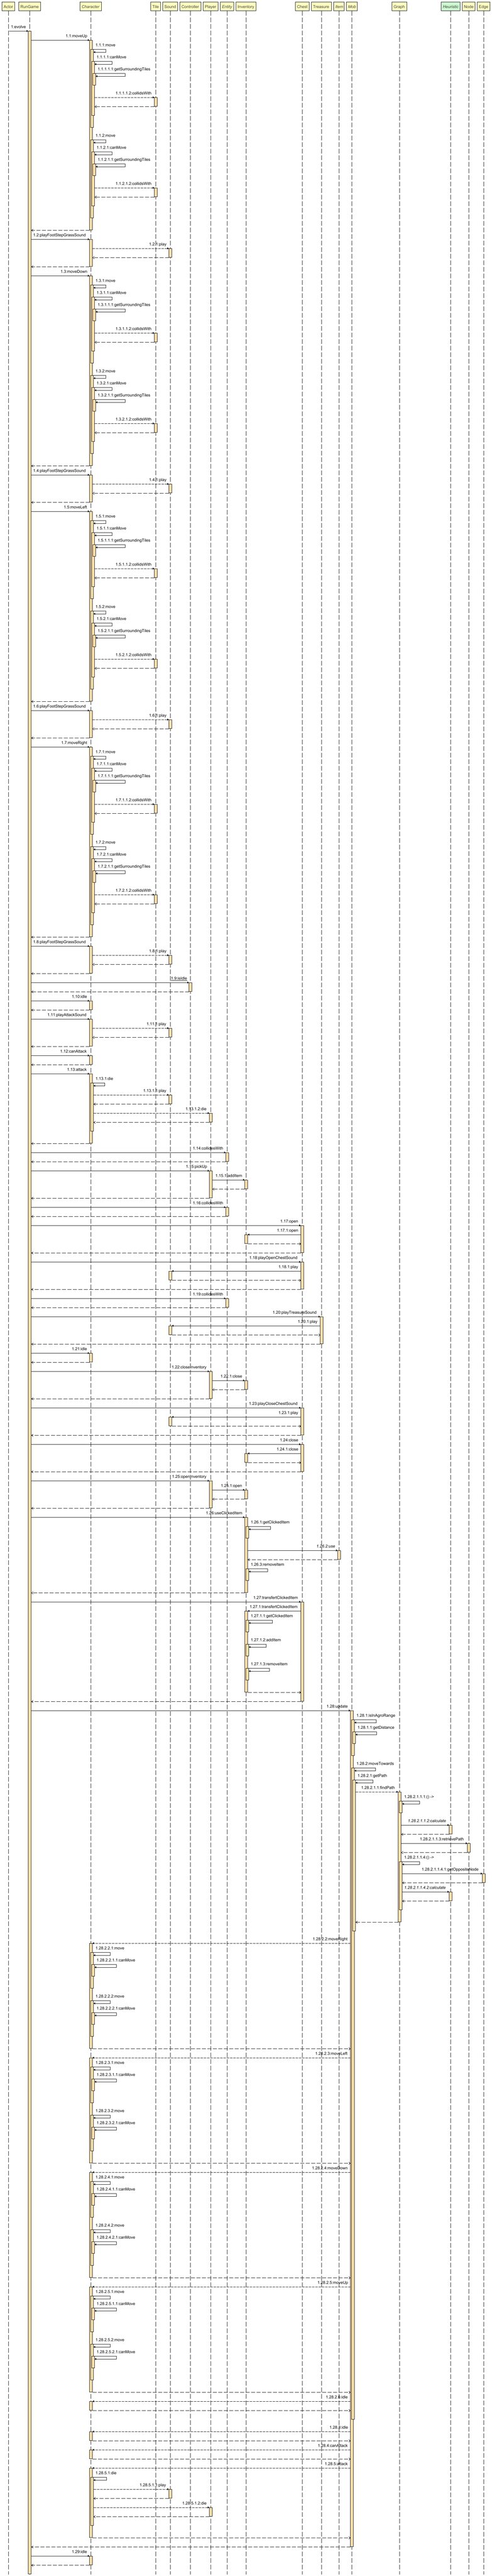 Actor RunGame Character Tile Sound Controller Player Entity Inventory Chest Treasure Item Mob Graph Heuristic Node Edge
1:evolve
1.1:moveUp
1.1.1:move
1.1.1.1:canMove
1.1.1.1.1:getSurroundingTiles
1.1.1.1.2:collidsWith
1.1.2:move
1.1.2.1:canMove
1.1.2.1.1:getSurroundingTiles
1.1.2.1.2:collidsWith
1.2:playFootStepGrassSound
1.2.1:play
1.3:moveDown
1.3.1:move
1.3.1.1:canMove
1.3.1.1.1:getSurroundingTiles
1.3.1.1.2:collidsWith
1.3.2:move
1.3.2.1:canMove
1.3.2.1.1:getSurroundingTiles
1.3.2.1.2:collidsWith
1.4:playFootStepGrassSound
1.4.1:play
1.5:moveLeft
1.5.1:move
1.5.1.1:canMove
1.5.1.1.1:getSurroundingTiles
1.5.1.1.2:collidsWith
1.5.2:move
1.5.2.1:canMove
1.5.2.1.1:getSurroundingTiles
1.5.2.1.2:collidsWith
1.6:playFootStepGrassSound
1.6.1:play
1.7:moveRight
1.7.1:move
1.7.1.1:canMove
1.7.1.1.1:getSurroundingTiles
1.7.1.1.2:collidsWith
1.7.2:move
1.7.2.1:canMove
1.7.2.1.1:getSurroundingTiles
1.7.2.1.2:collidsWith
1.8:playFootStepGrassSound
1.8.1:play
1.10:idle
1.11:playAttackSound
1.11.1:play
1.12:canAttack
1.13:attack
1.13.1:die
1.13.1.1:play
1.13.1.2:die
1.14:collidesWith
1.15:pickUp
1.15.1:addItem
1.16:collidesWith
1.17:open
1.17.1:open
1.18:playOpenChestSound
1.18.1:play
1.19:collidesWith
1.20:playTreasureSound
1.20.1:play
1.21:idle
1.22:closeInventory
1.22.1:close
1.23:playCloseChestSound
1.23.1:play
1.24:close
1.24.1:close
1.25:openInventory
1.25.1:open
1.26:useClickedItem
1.26.1:getClickedItem
1.26.2:use
1.26.3:removeItem
1.27:transfertClickedItem
1.27.1:transfertClickedItem
1.27.1.1:getClickedItem
1.27.1.2:addItem
1.27.1.3:removeItem
1.28:update
1.28.1:isInAgroRange
1.28.1.1:getDistance
1.28.2:moveTowards
1.28.2.1:getPath
1.28.2.1.1:findPath
1.28.2.1.1.1:() ->
1.28.2.1.1.2:calculate
1.28.2.1.1.3:retrievePath
1.28.2.1.1.4:() ->
1.28.2.1.1.4.1:getOppositeNode
1.28.2.1.1.4.2:calculate
1.28.2.2:moveRight
1.28.2.2.1:move
1.28.2.2.1.1:canMove
1.28.2.2.2:move
1.28.2.2.2.1:canMove
1.28.2.3:moveLeft
1.28.2.3.1:move
1.28.2.3.1.1:canMove
1.28.2.3.2:move
1.28.2.3.2.1:canMove
1.28.2.4:moveDown
1.28.2.4.1:move
1.28.2.4.1.1:canMove
1.28.2.4.2:move
1.28.2.4.2.1:canMove
1.28.2.5:moveUp
1.28.2.5.1:move
1.28.2.5.1.1:canMove
1.28.2.5.2:move
1.28.2.5.2.1:canMove
1.28.2.6:idle
1.28.3:idle
1.28.4:canAttack
1.28.5:attack
1.28.5.1:die
1.28.5.1.1:play
1.28.5.1.2:die
1.29:idle